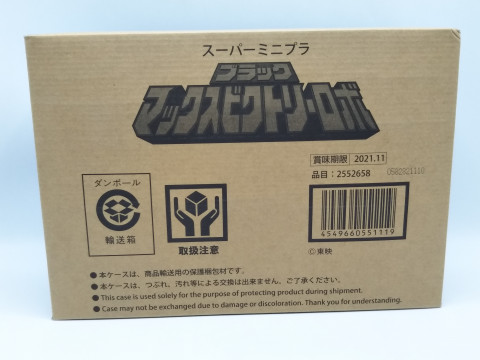 スーパーミニプラ
ブラック
マックスビクトリーロボ
賞味期限 2021.11
品目：2552658
0582321110
ダンボール
輸送箱
取扱注意
4549660551119
©東映
●本ケースは、商品輸送用の保護梱包材です。
●本ケースは、つぶれ、汚れ等による交換は出来ません、ご了承ください。
●This case is used solely for the purpose of protecting product during shipment.
●Case may not be exchanged due to damage or discoloration. Thank you for understanding.